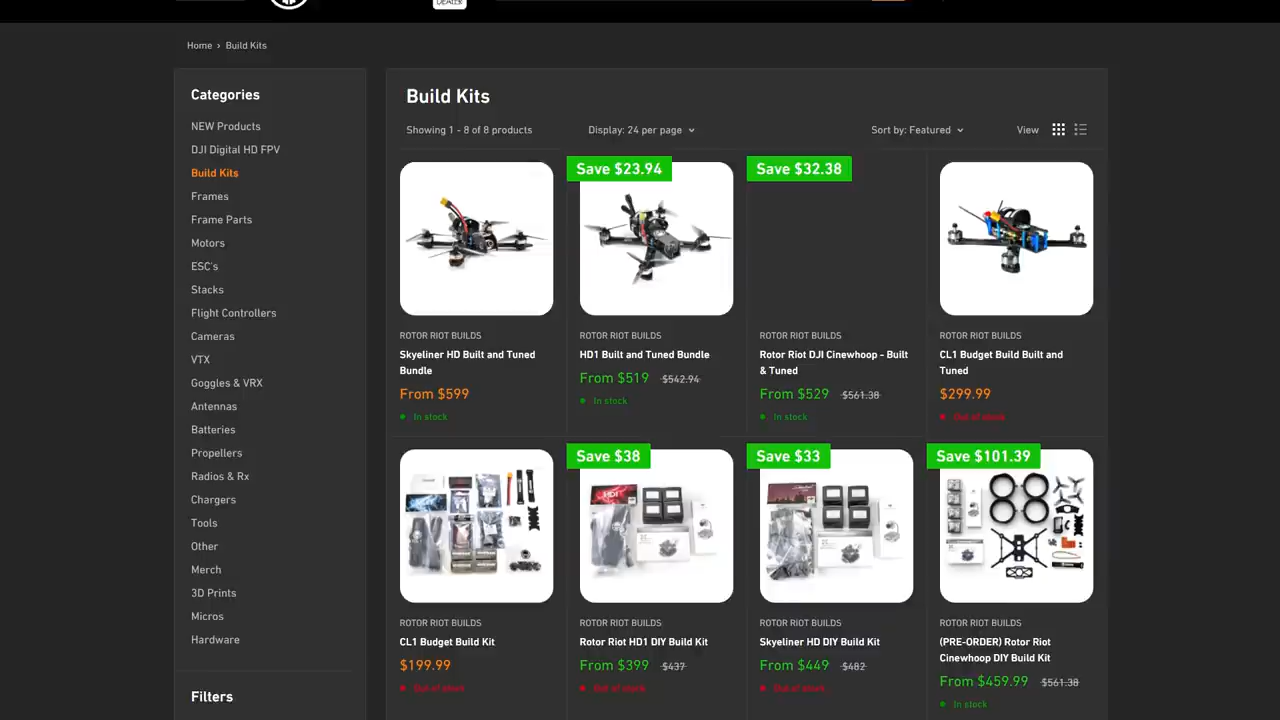 DEALER
Home › Build Kits
Categories
NEW Products
DJI Digital HD FPV
Build Kits
Frames
Frame Parts
Motors
ESC's
Stacks
Flight Controllers
Cameras
VTX
Goggles & VRX
Antennas
Batteries
Propellers
Radios & Rx
Chargers
Tools
Other
Merch
3D Prints
Micros
Hardware
Filters
Build Kits
Showing 1 - 8 of 8 products Display: 24 per page Sort by: Featured View
Save $23.94 Save $32.38
ROTOR RIOT BUILDS
Skyeliner HD Built and Tuned
Bundle
From $599
In stock
ROTOR RIOT BUILDS
HD1 Built and Tuned Bundle
From $519 $542.94
In stock
ROTOR RIOT BUILDS
Rotor Riot DJI Cinewhoop - Built
& Tuned
From $529 $561.38
In stock
ROTOR RIOT BUILDS
CL1 Budget Build Built and
Tuned
$299.99
Out of stock
Save $38 Save $33 Save $101.39
HD1
ROTOR RIOT BUILDS
CL1 Budget Build Kit
$199.99
Out of stock
ROTOR RIOT BUILDS
Rotor Riot HD1 DIY Build Kit
From $399 $437
Out of stock
ROTOR RIOT BUILDS
Skyeliner HD DIY Build Kit
From $449 $482
Out of stock
ROTOR RIOT BUILDS
(PRE-ORDER) Rotor Riot
Cinewhoop DIY Build Kit
From $459.99 $561.38
In stock